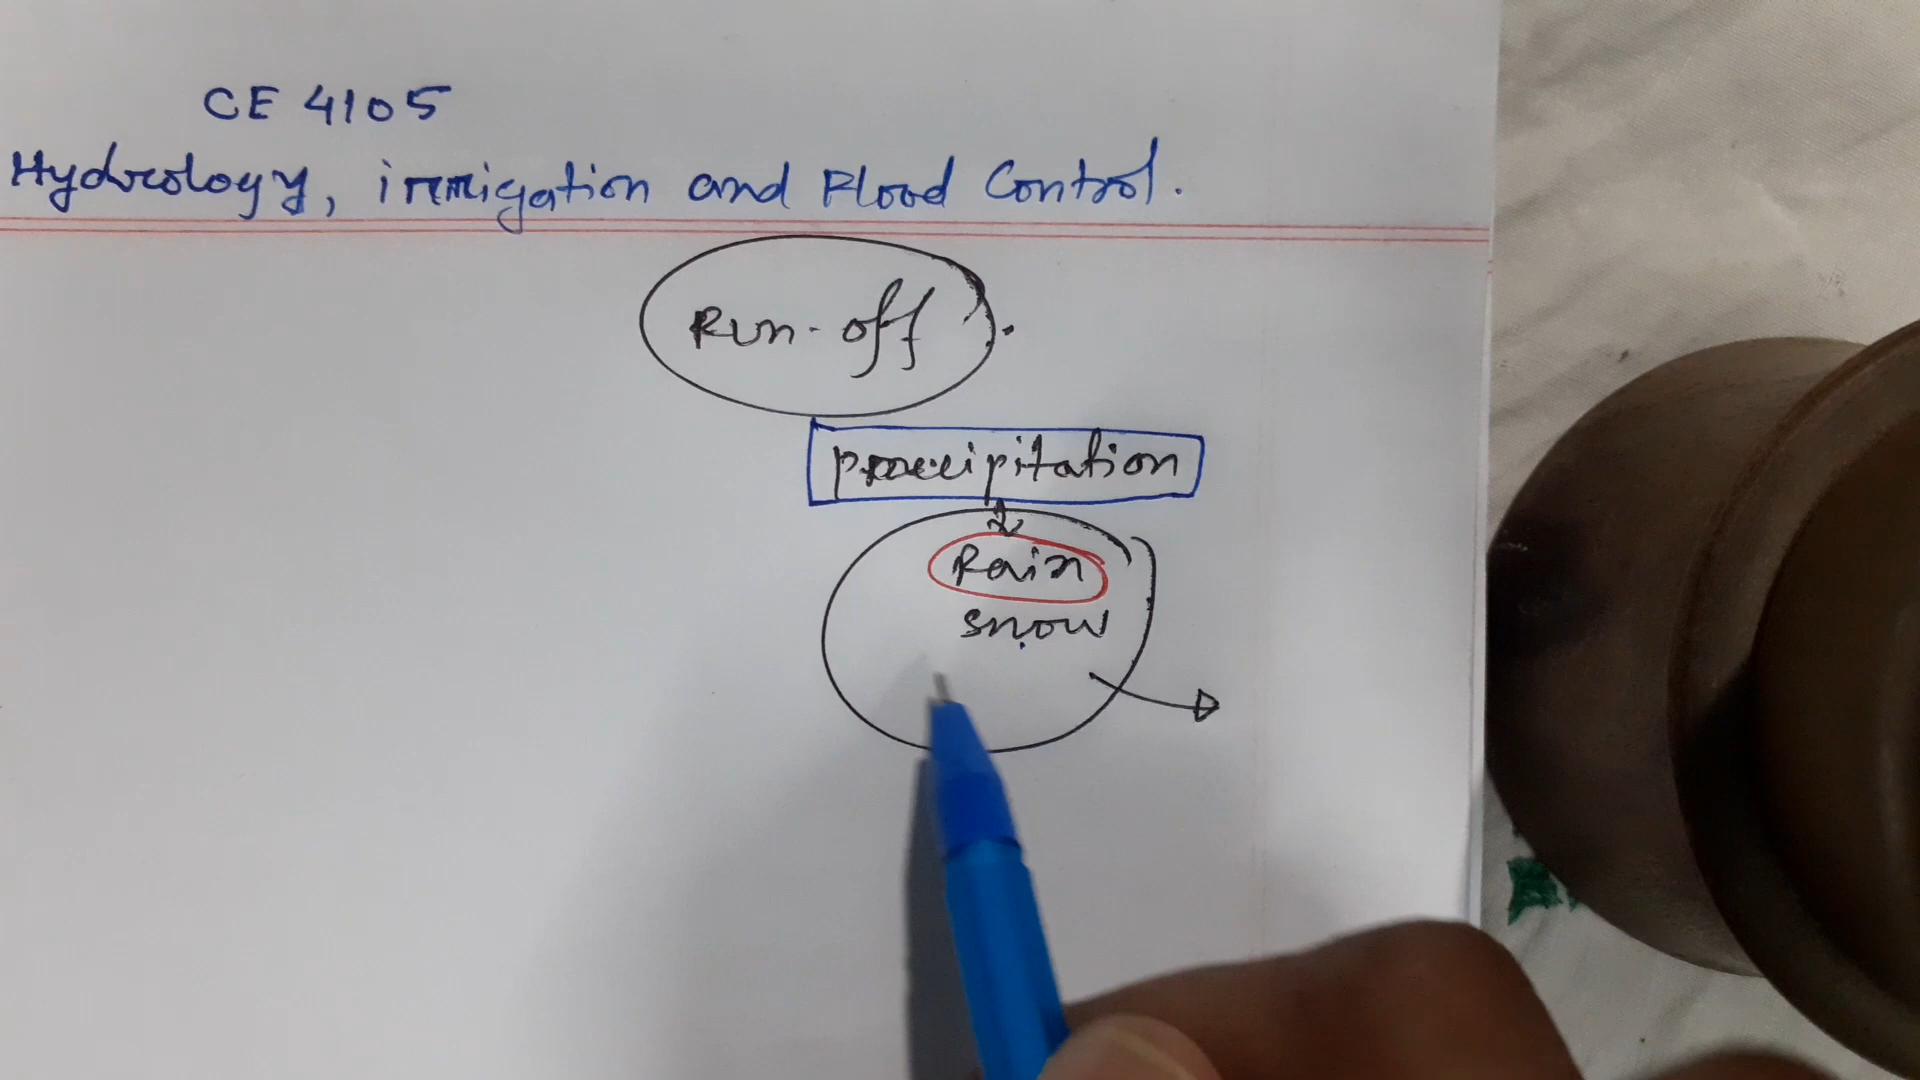 CE 4105
Hydrology, irrigation and Flood Control.
Run-off.
precipitation
Rain
snow